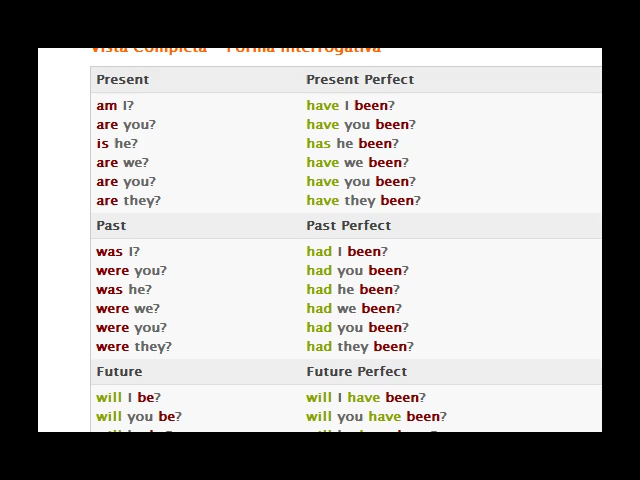 Vista Completa - Forma Interrogativa
Present Present Perfect
am I? have I been?
are you? have you been?
is he? has he been?
are we? have we been?
are you? have you been?
are they? have they been?
Past Past Perfect
was I? had I been?
were you? had you been?
was he? had he been?
were we? had we been?
were you? had you been?
were they? had they been?
Future Future Perfect
will I be? will I have been?
will you be? will you have been?